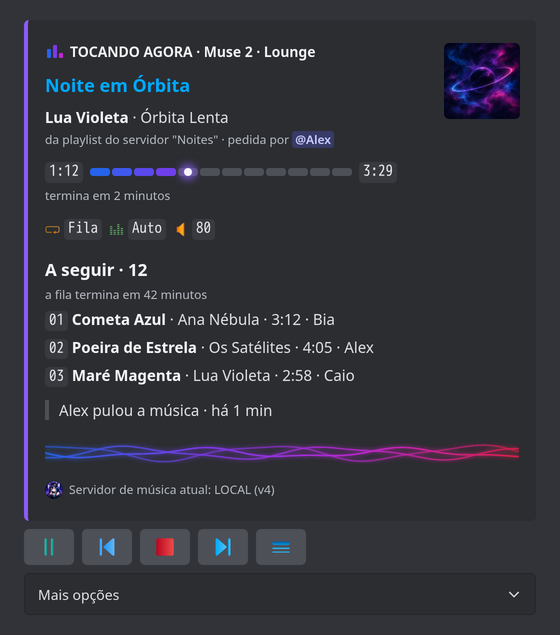 TOCANDO AGORA · Muse 2 · Lounge
Noite em Órbita
Lua Violeta · Órbita Lenta
da playlist do servidor "Noites" · pedida por @Alex
1:12 3:29
termina em 2 minutos
Fila Auto 80
A seguir · 12
a fila termina em 42 minutos
01 Cometa Azul · Ana Nébula · 3:12 · Bia
02 Poeira de Estrela · Os Satélites · 4:05 · Alex
03 Maré Magenta · Lua Violeta · 2:58 · Caio
Alex pulou a música · há 1 min
Servidor de música atual: LOCAL (v4)
Mais opções